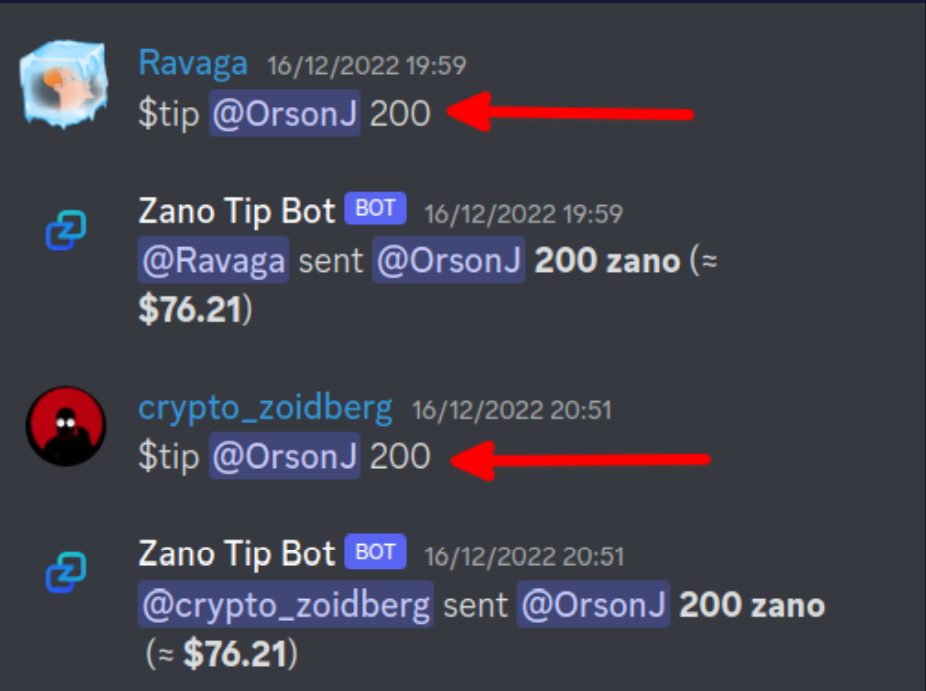 Ravaga 16/12/2022 19:59
$tip @OrsonJ 200
Zano Tip Bot BOT 16/12/2022 19:59
@Ravaga sent @OrsonJ 200 zano (≈
$76.21)
crypto_zoidberg 16/12/2022 20:51
$tip @OrsonJ 200
Zano Tip Bot BOT 16/12/2022 20:51
@crypto_zoidberg sent @OrsonJ 200 zano
(≈ $76.21)